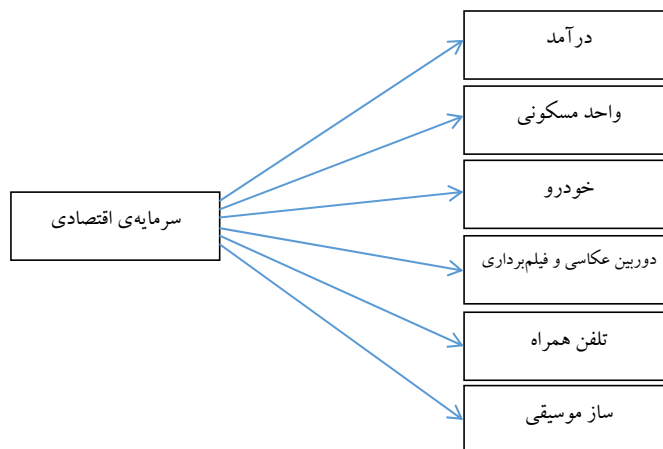 درآمد
واحد مسکونی
خودرو
سرمایه‌ی اقتصادی
دوربین عکاسی و فیلم‌برداری
تلفن همراه
ساز موسیقی